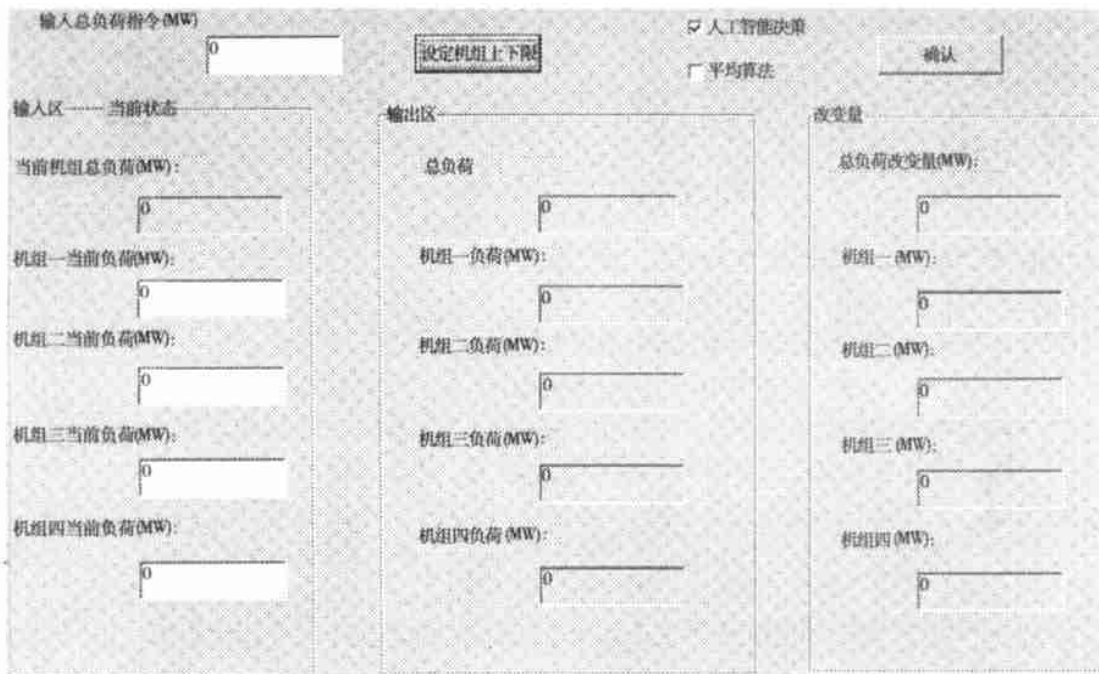 输入总负荷指令(MW)
0
设定机组上下限
人工智能决策
平均算法
确认
输入区------当前状态
当前机组总负荷(MW):
0
机组一当前负荷(MW):
0
机组二当前负荷(MW):
0
机组三当前负荷(MW):
0
机组四当前负荷(MW):
0
输出区
总负荷
0
机组一负荷(MW):
0
机组二负荷(MW):
0
机组三负荷(MW):
0
机组四负荷(MW):
0
改变量
总负荷改变量(MW):
0
机组一(MW):
0
机组二(MW):
0
机组三(MW):
0
机组四(MW):
0